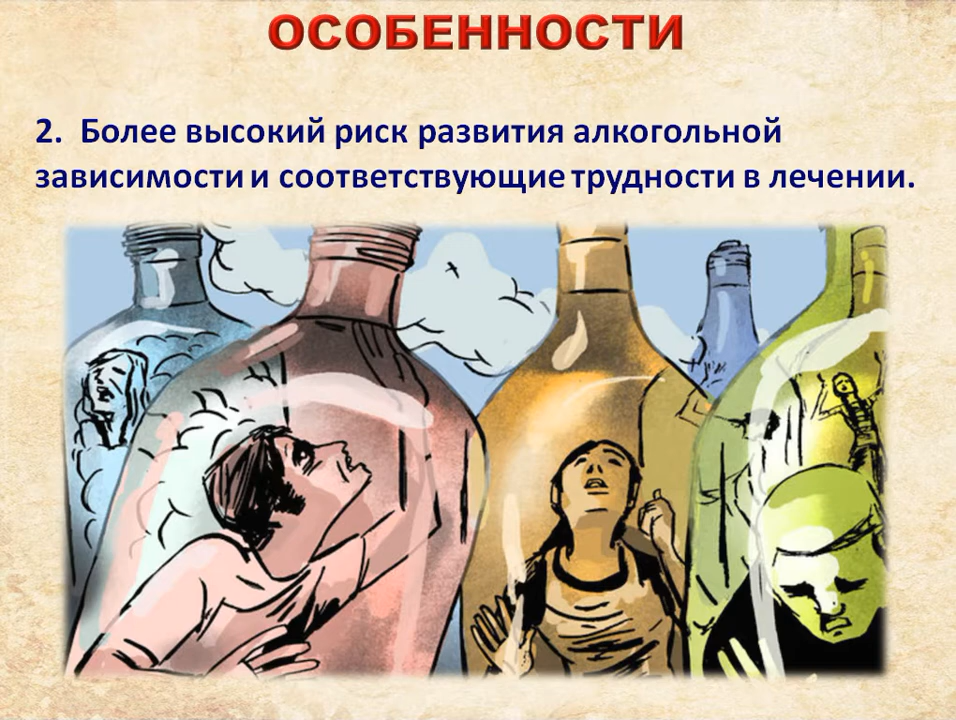 ОСОБЕННОСТИ
2. Более высокий риск развития алкогольной
зависимости и соответствующие трудности в лечении.